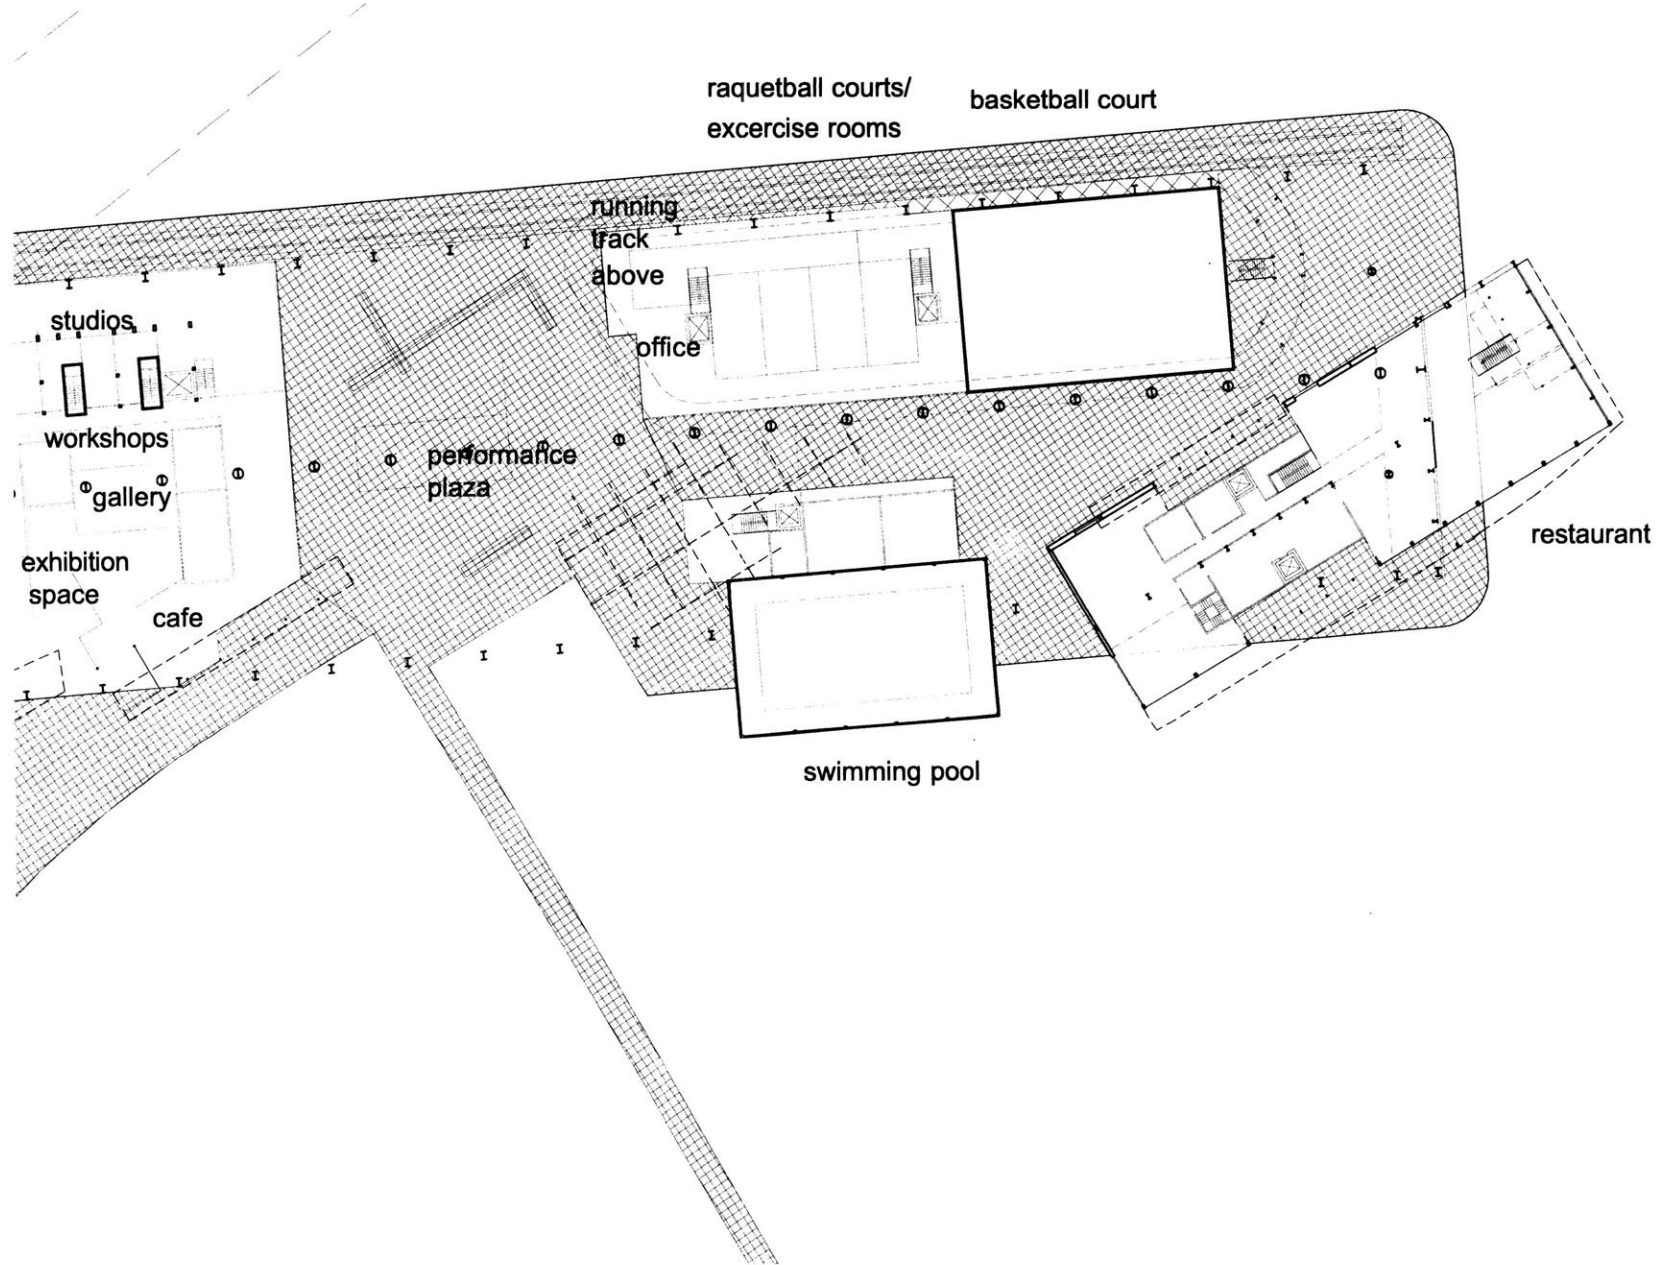 raquetball courts/
excercise rooms
basketball court
running
track
above
studios
office
workshops
performance
plaza
gallery
exhibition
space
cafe
restaurant
swimming pool